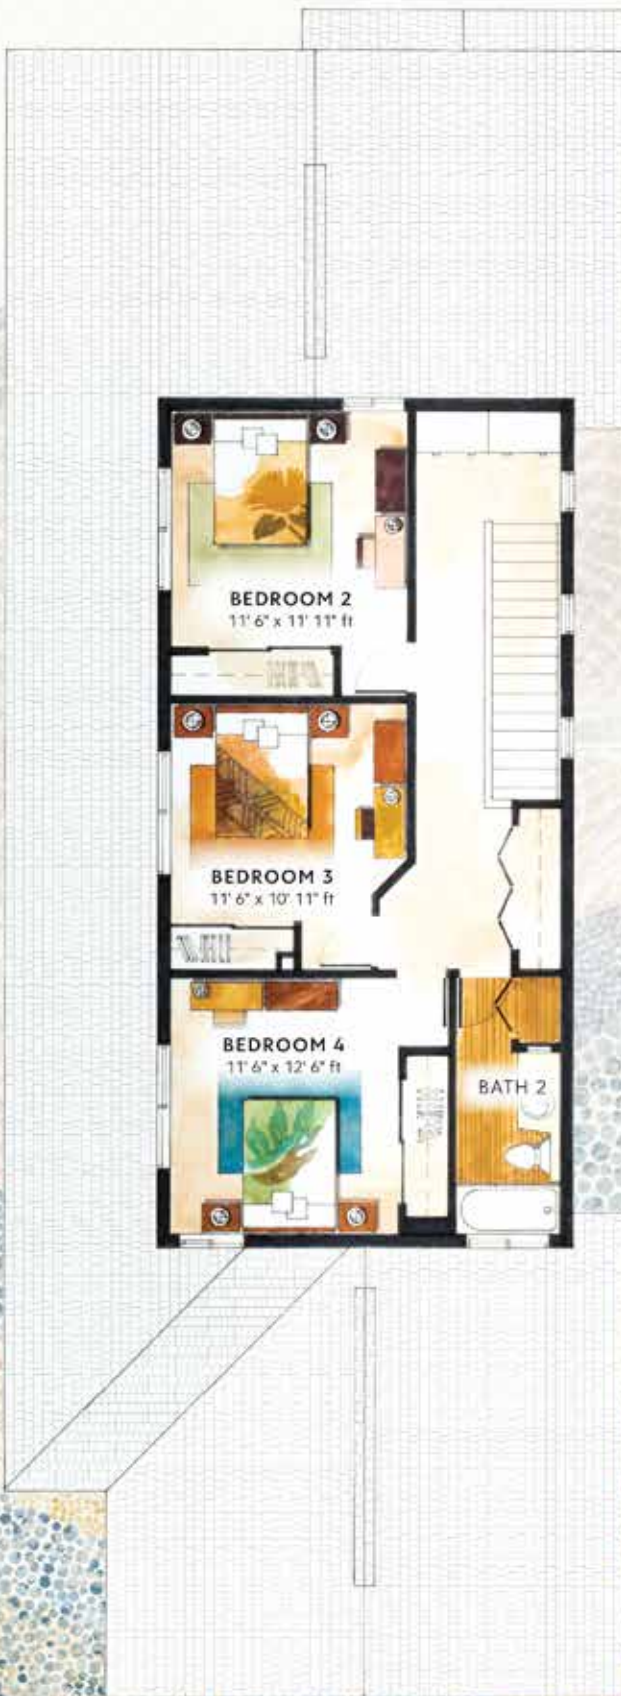 BEDROOM 2
11' 6" x 11' 11" ft
BEDROOM 3
11' 6" x 10' 11" ft
BEDROOM 4
11' 6" x 12' 6" ft
BATH 2